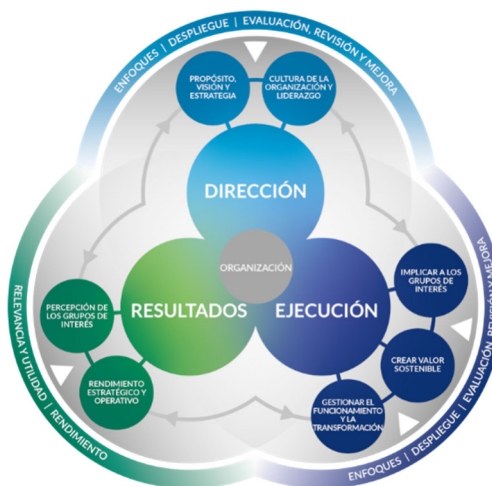 ENFOQUES | DESPLIEGUE | EVALUACIÓN, REVISIÓN Y MEJORA
PROPÓSITO,
VISIÓN Y
ESTRATEGIA
CULTURA DE LA
ORGANIZACIÓN Y
LIDERAZGO
DIRECCIÓN
ORGANIZACIÓN
RESULTADOS
EJECUCIÓN
PERCEPCIÓN DE
LOS GRUPOS DE
INTERÉS
RENDIMIENTO
ESTRATÉGICO Y
OPERATIVO
IMPLICAR A LOS
GRUPOS DE
INTERÉS
CREAR VALOR
SOSTENIBLE
GESTIONAR EL
FUNCIONAMIENTO
Y LA
TRANSFORMACIÓN
RELEVANCIA Y UTILIDAD | RENDIMIENTO
ENFOQUES | DESPLIEGUE | EVALUACIÓN, REVISIÓN Y MEJORA